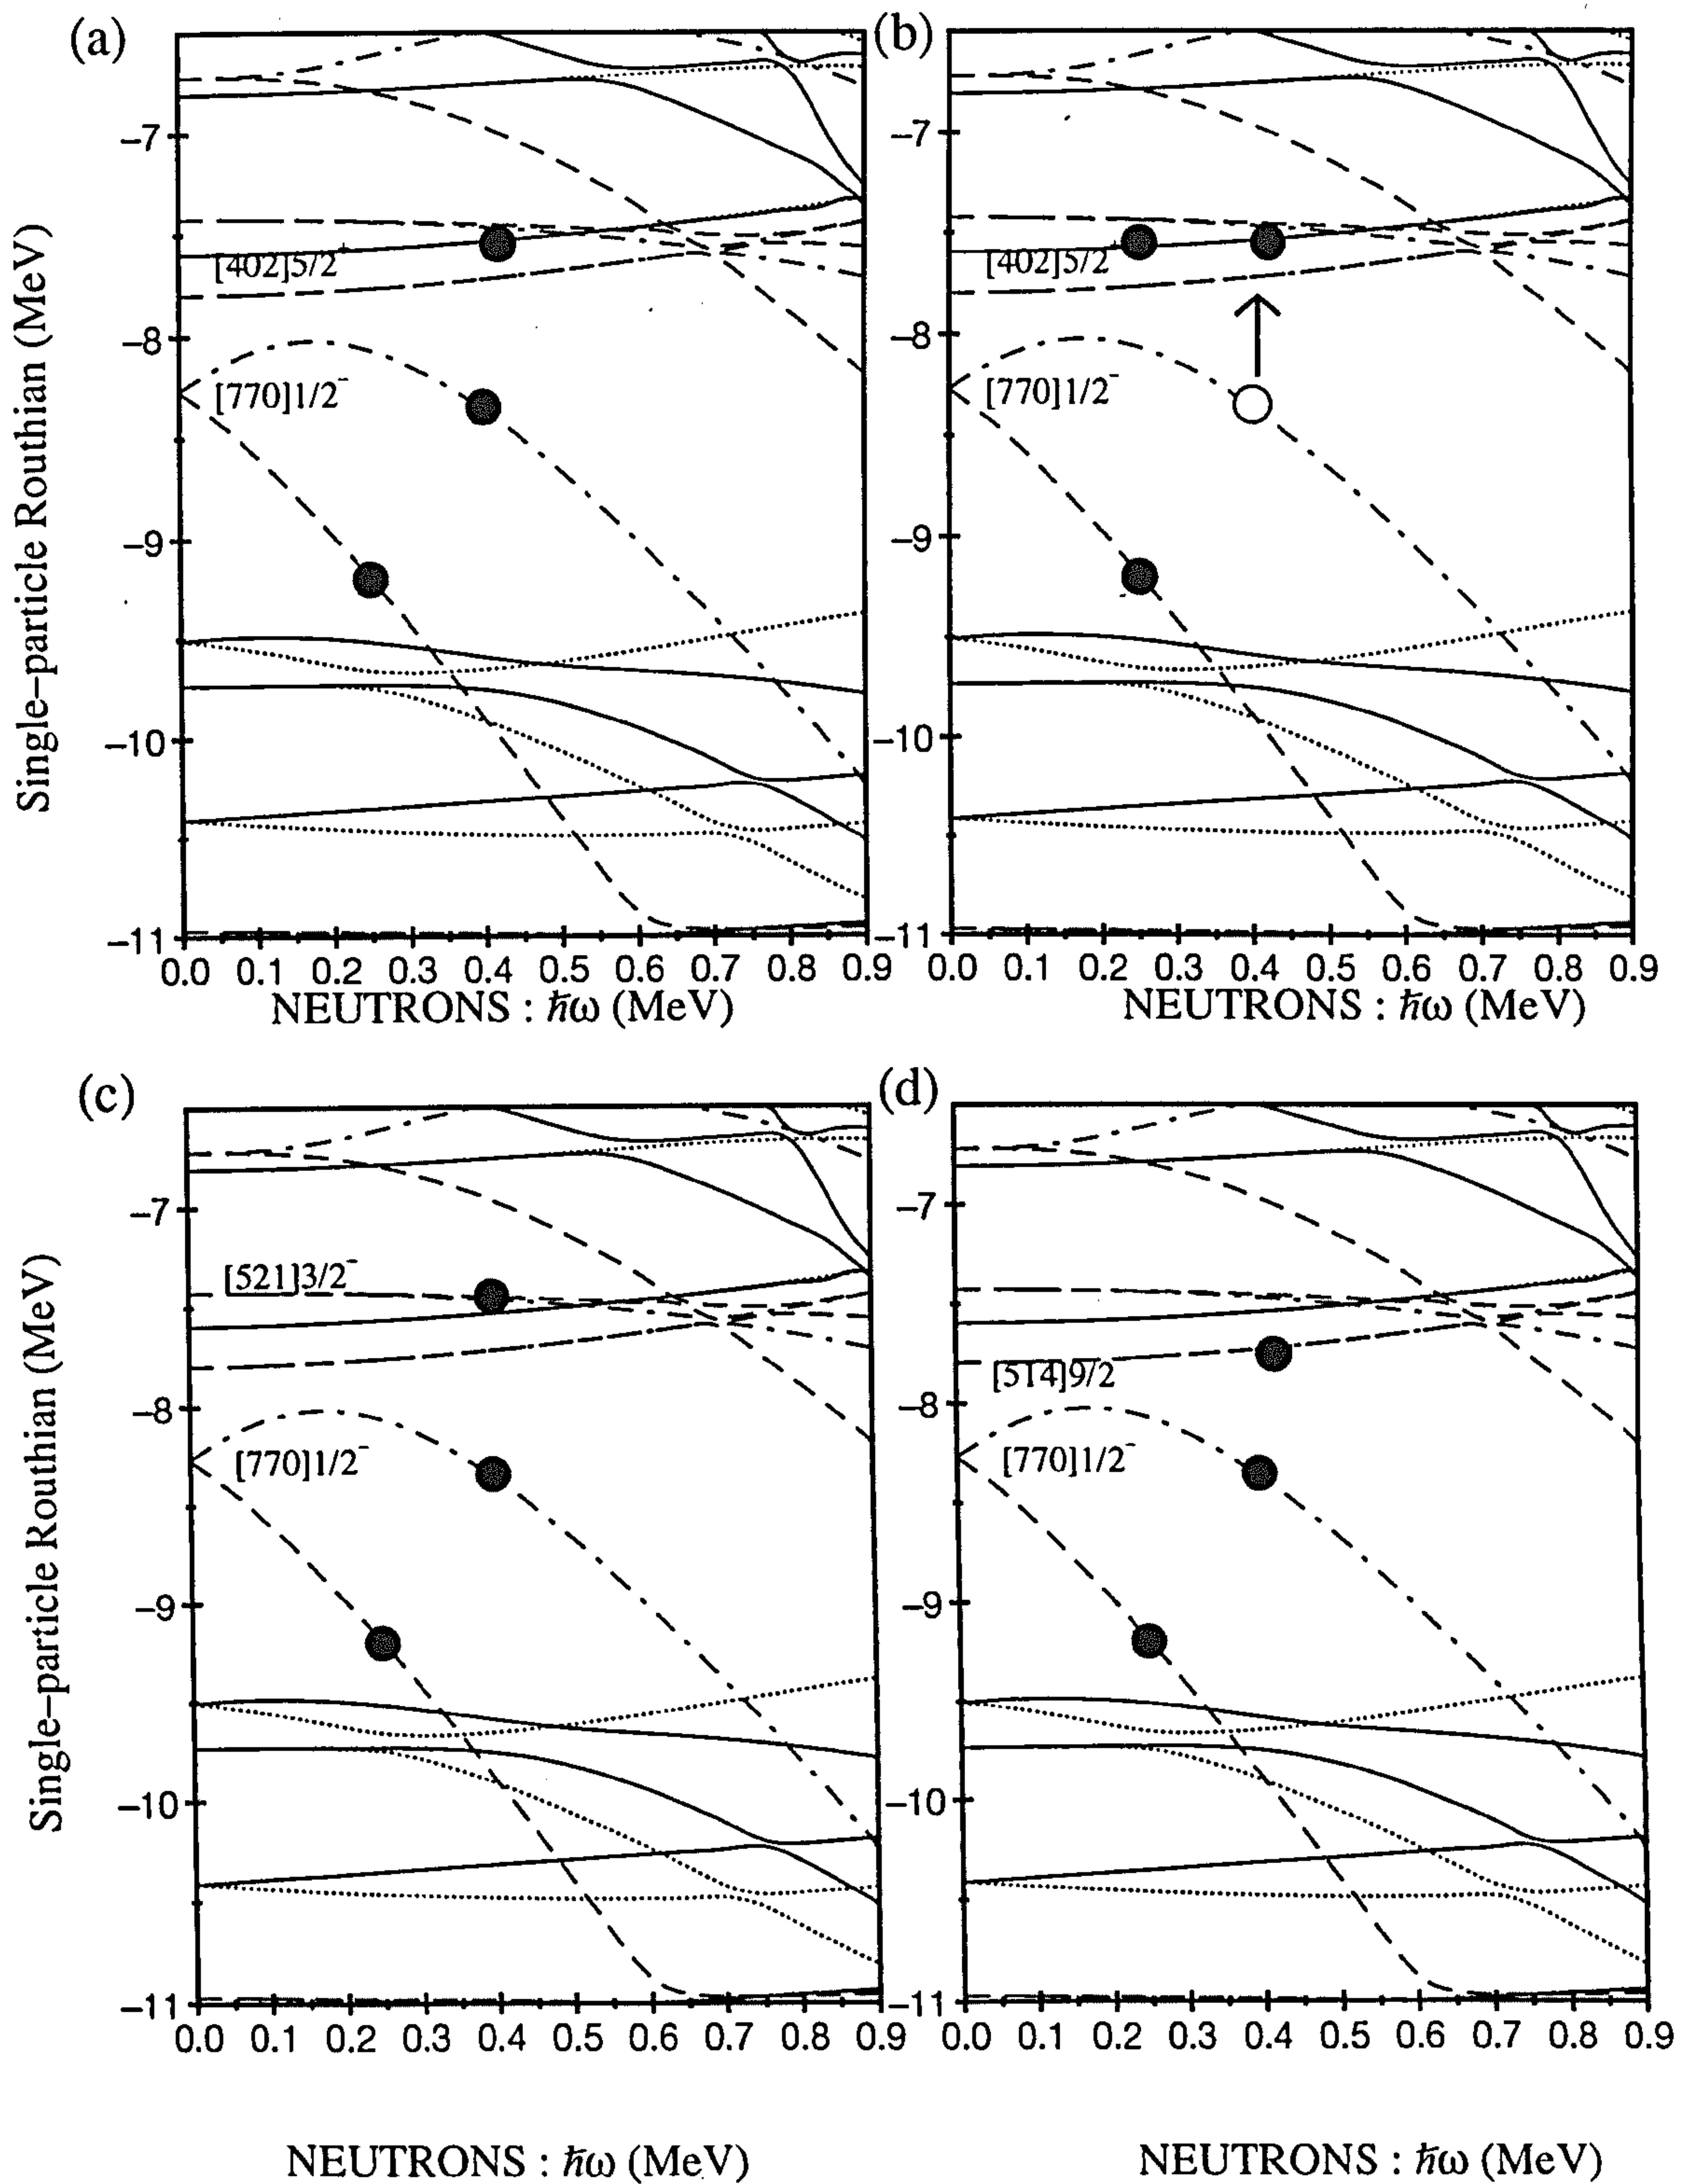 (a)
(b)
Single–particle Routhian (MeV)
–7
–8
–9
–10
–11
[402]5/2
[770]1/2⁻
0.0 0.1 0.2 0.3 0.4 0.5 0.6 0.7 0.8 0.9
NEUTRONS : ℏω (MeV)
–7
–8
–9
–10
–11
[402]5/2
[770]1/2⁻
0.0 0.1 0.2 0.3 0.4 0.5 0.6 0.7 0.8 0.9
NEUTRONS : ℏω (MeV)
(c)
(d)
Single–particle Routhian (MeV)
–7
–8
–9
–10
–11
[521]3/2⁻
[770]1/2⁻
0.0 0.1 0.2 0.3 0.4 0.5 0.6 0.7 0.8 0.9
NEUTRONS : ℏω (MeV)
–7
–8
–9
–10
–11
[514]9/2
[770]1/2⁻
0.0 0.1 0.2 0.3 0.4 0.5 0.6 0.7 0.8 0.9
NEUTRONS : ℏω (MeV)